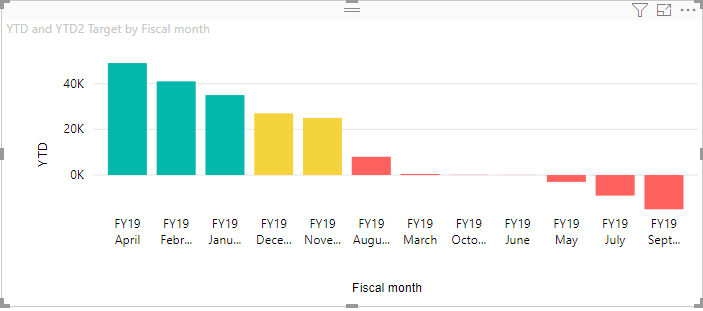 YTD and YTD2 Target by Fiscal month
40K
20K
0K
YTD
FY19 FY19 FY19 FY19 FY19 FY19 FY19 FY19 FY19 FY19 FY19 FY19
April Febr... Janu... Dece... Nove... Augu... March Octo... June May July Sept...
Fiscal month